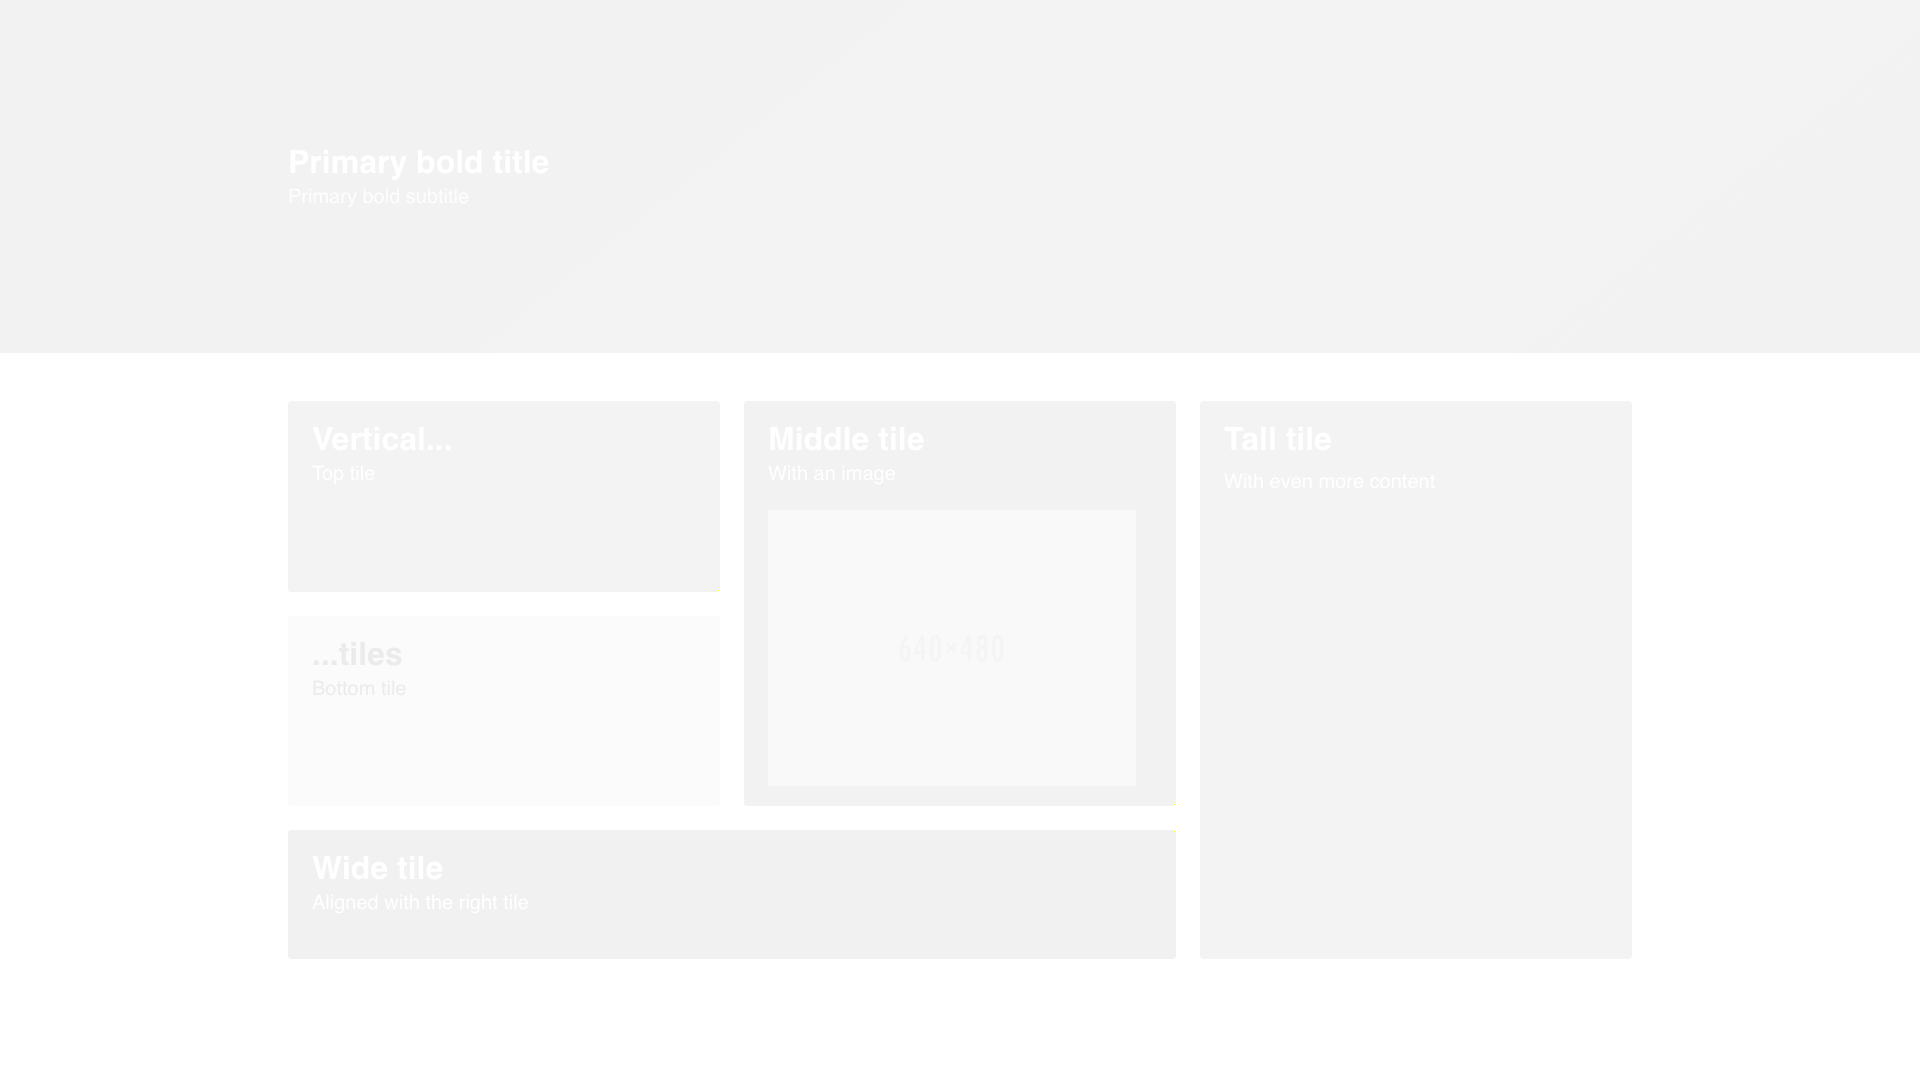 Primary bold title
Primary bold subtitle
Vertical...
Top tile
...tiles
Bottom tile
Middle tile
With an image
640×480
Tall tile
With even more content
Wide tile
Aligned with the right tile